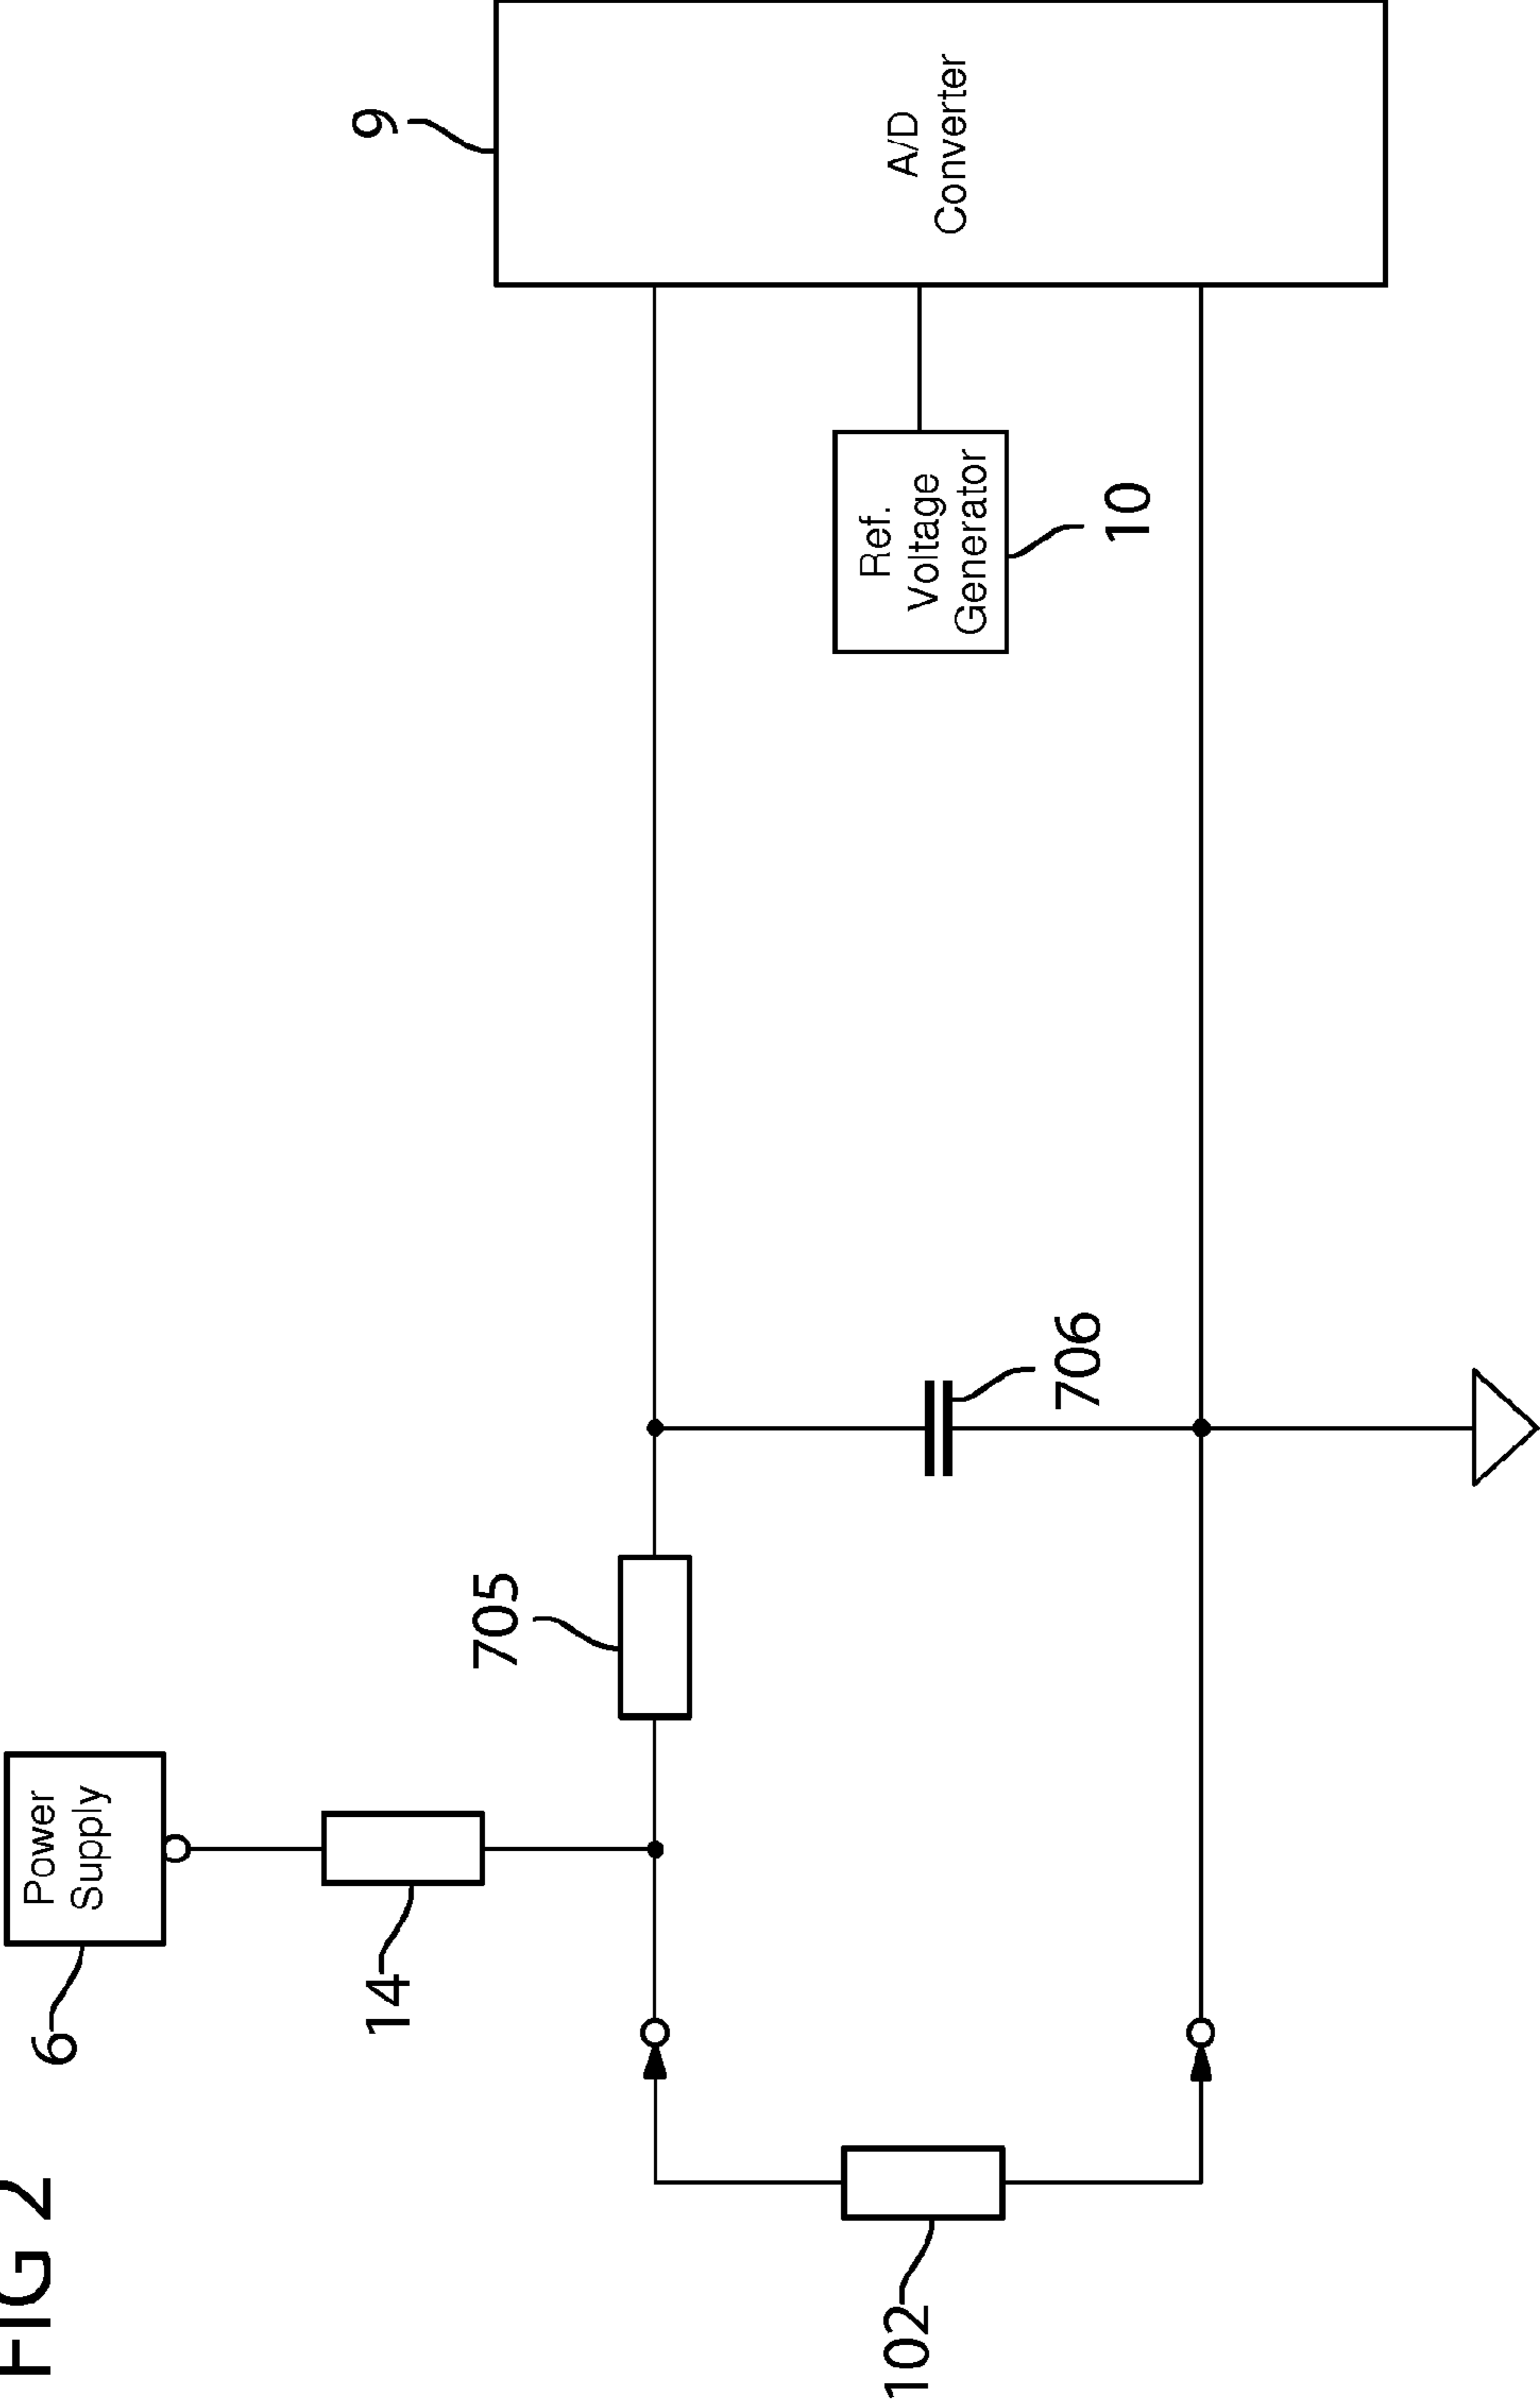 FIG 2
6
Power
Supply
14
705
9
A/D
Converter
102
706
Ref.
Voltage
Generator
10